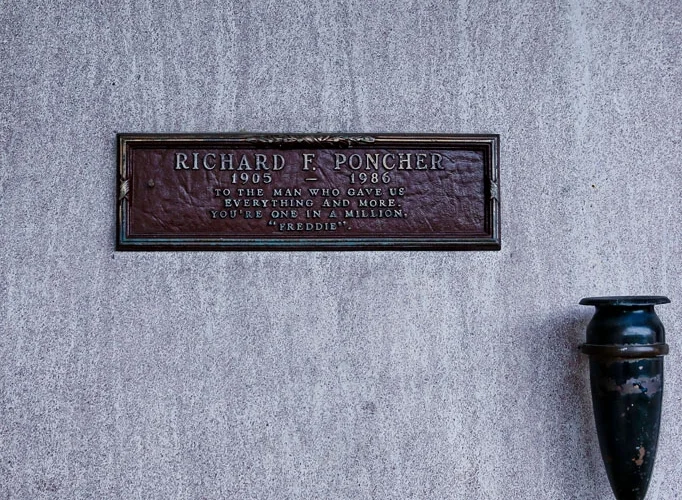 RICHARD F. PONCHER
1905 — 1986
TO THE MAN WHO GAVE US
EVERYTHING AND MORE.
YOU'RE ONE IN A MILLION.
"FREDDIE".